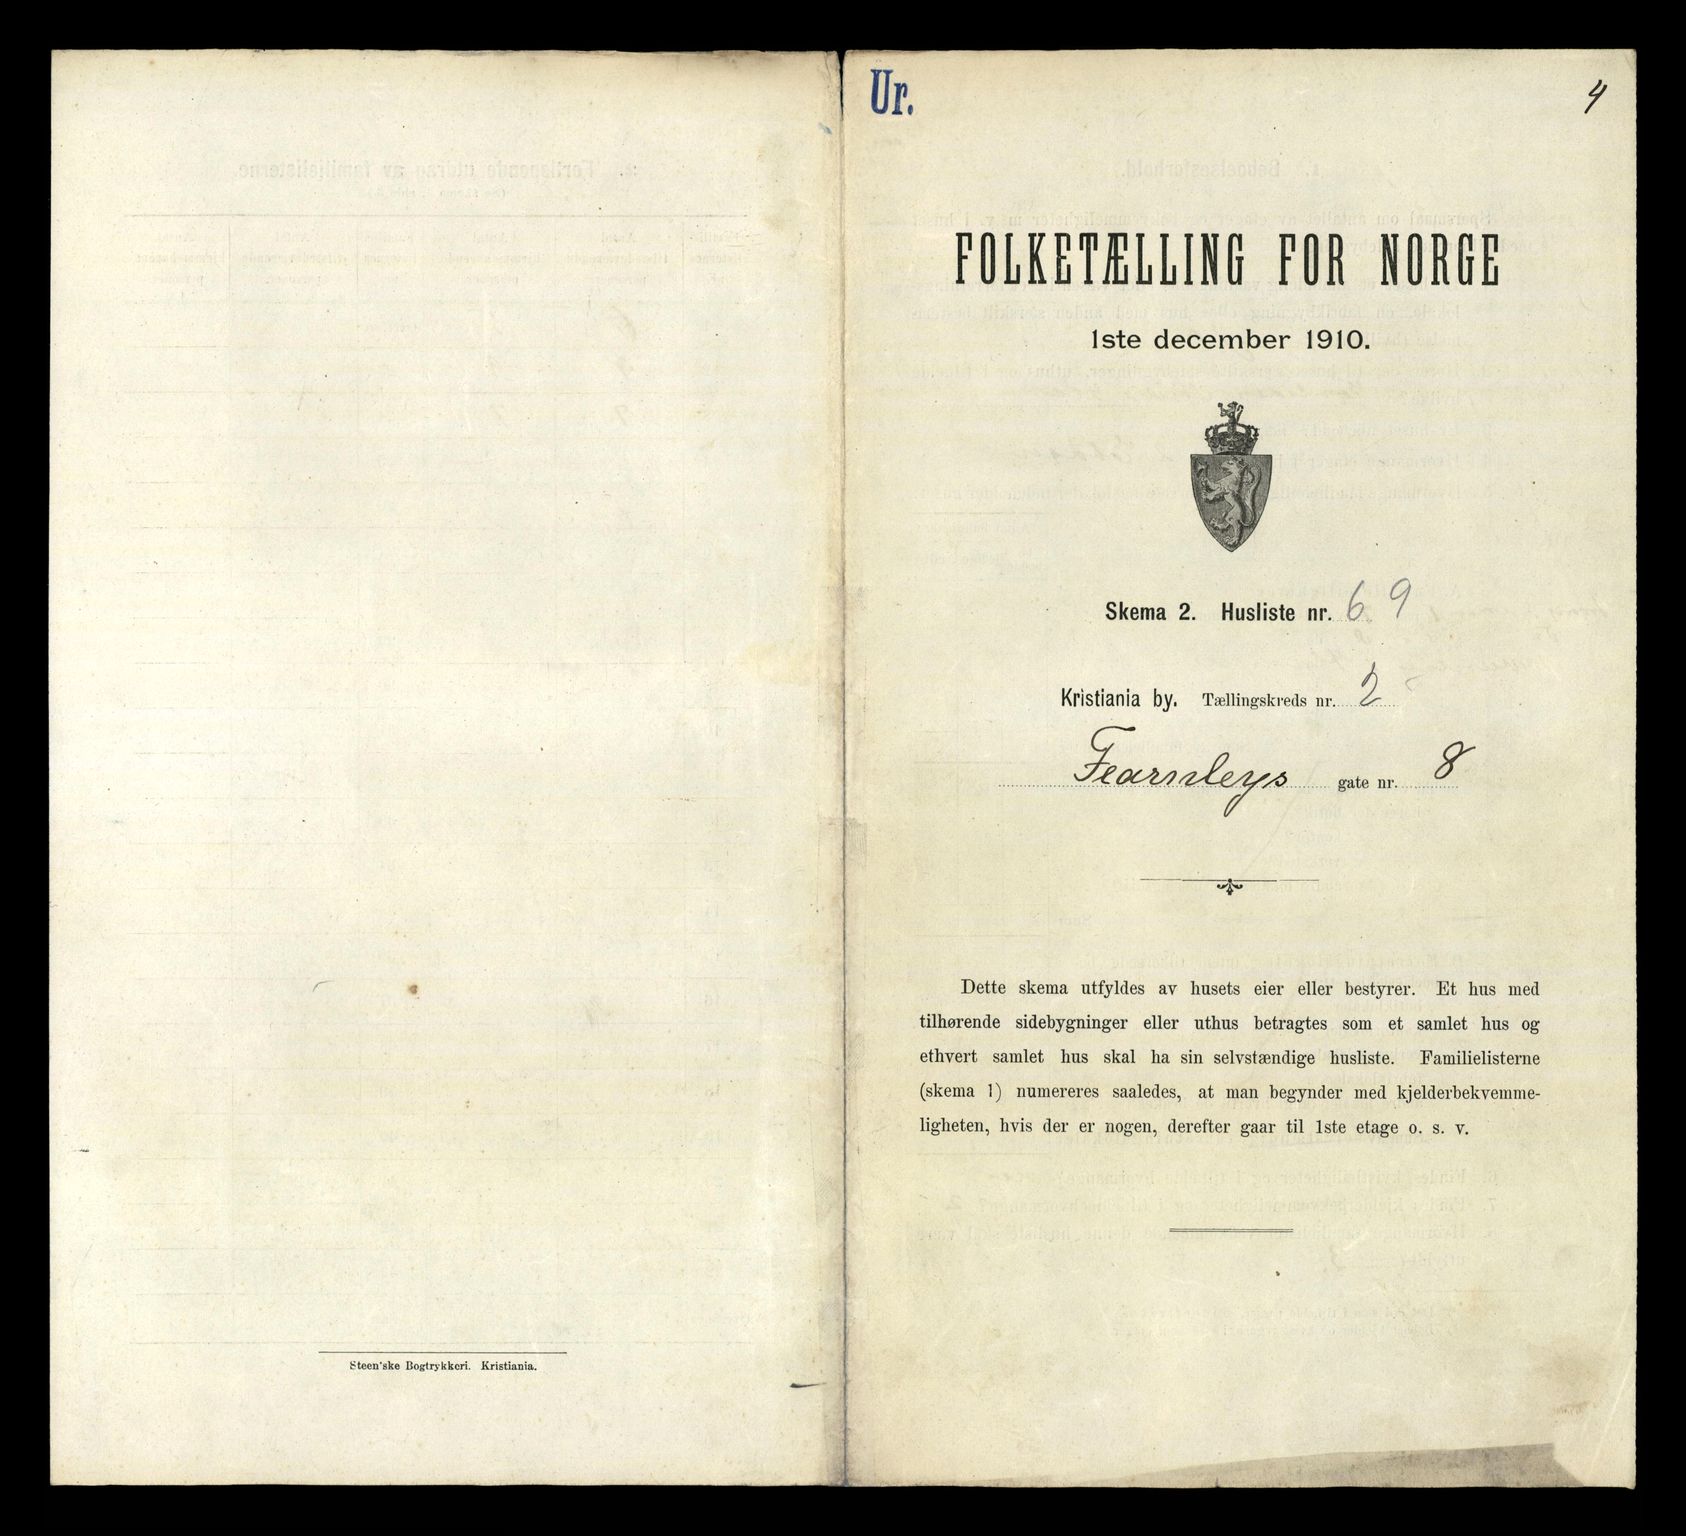 Ur.
4
FOLKETÆLLING FOR NORGE
1ste december 1910.
Skema 2. Husliste nr. 69
Kristiania by. Tællingskreds nr. 2
Fearnleys gate nr. 8
Dette skema utfyldes av husets eier eller bestyrer. Et hus med
tilhørende sidebygninger eller uthus betragtes som et samlet hus og
ethvert samlet hus skal ha sin selvstændige husliste. Familielisterne
(skema 1) numereres saaledes, at man begynder med kjelderbekvemme-
ligheten, hvis der er nogen, derefter gaar til 1ste etage o. s. v.
Steen'ske Bogtrykkeri. Kristiania.